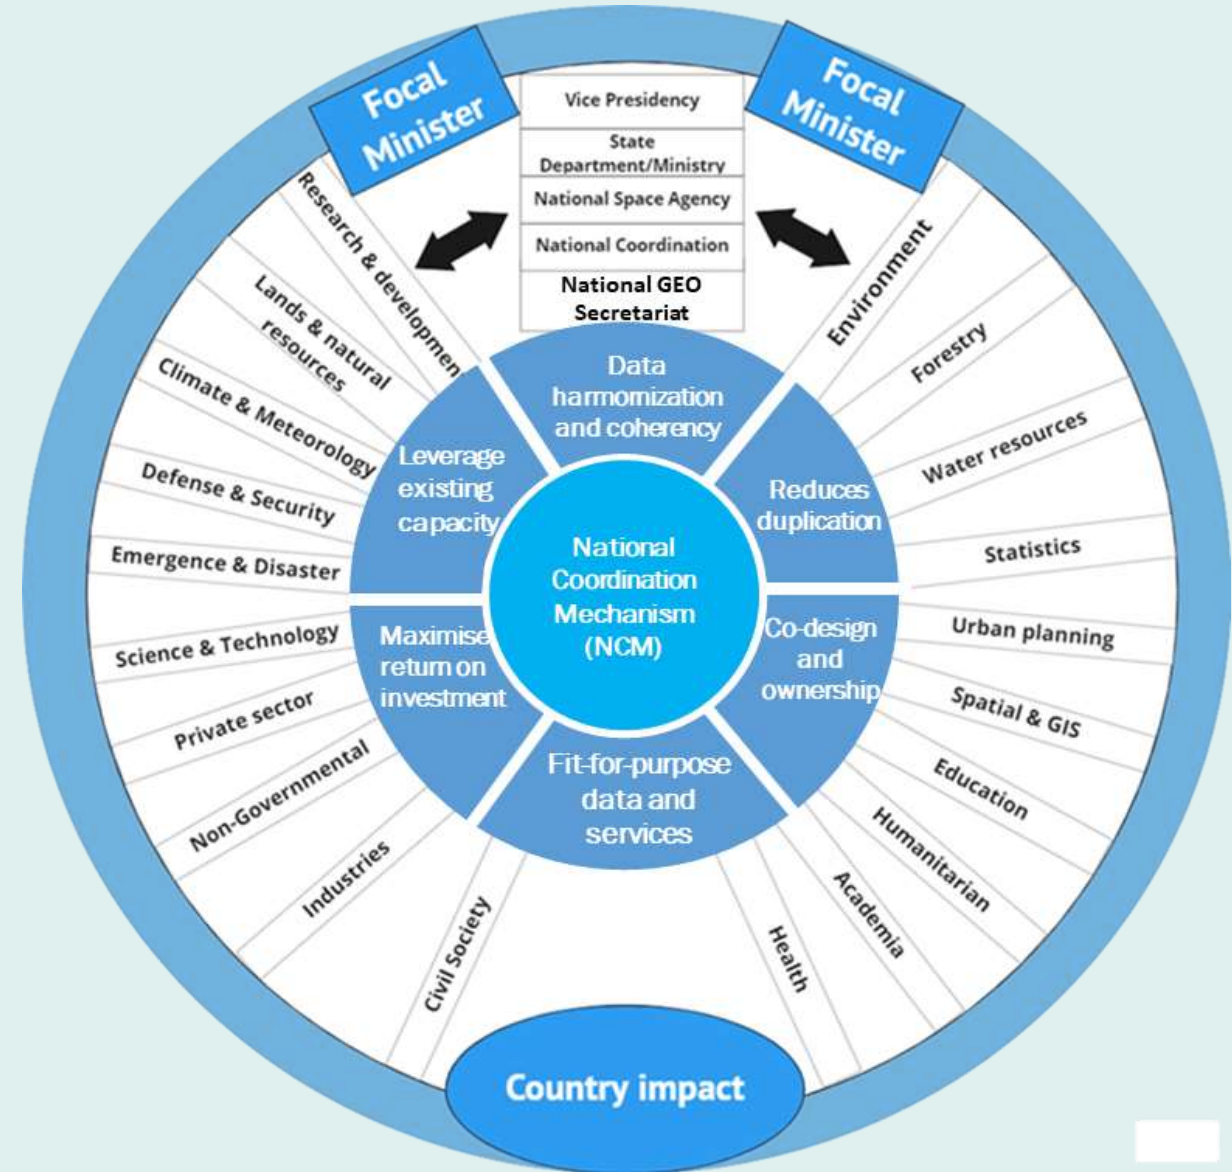 Focal
Minister
Focal
Minister
Vice Presidency
State
Department/Ministry
National Space Agency
National Coordination
National GEO
Secretariat
Research & developmen
Lands & natural
resources
Climate & Meteorology
Defense & Security
Emergence & Disaster
Science & Technology
Private sector
Non-Governmental
Industries
Civil Society
Environment
Forestry
Water resources
Statistics
Urban planning
Spatial & GIS
Education
Humanitarian
Academia
Health
Data
harmornization
and coherency
Leverage
existing
capacity
Reduces
duplication
National
Coordination
Mechanism
(NCM)
Maximise
return on
investment
Co-design
and
ownership
Fit-for-purpose
data and
services
Country impact